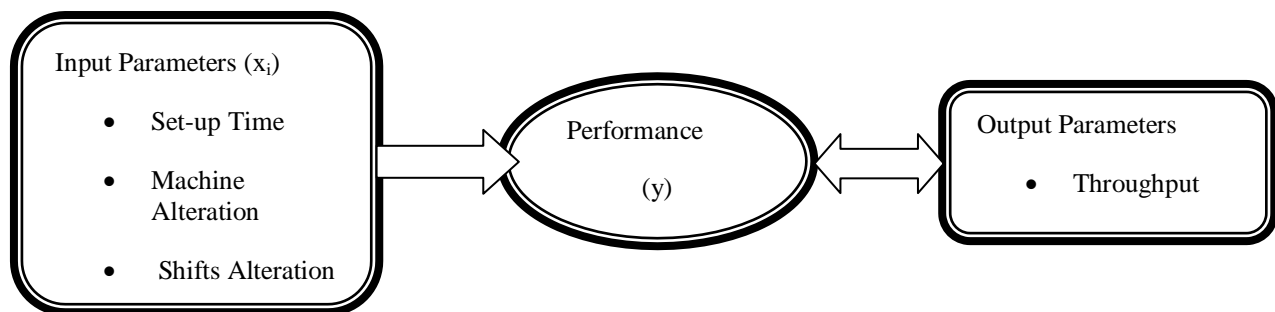 Input Parameters (xi)
• Set-up Time
• Machine
Alteration
• Shifts Alteration
Performance
(y)
Output Parameters
• Throughput